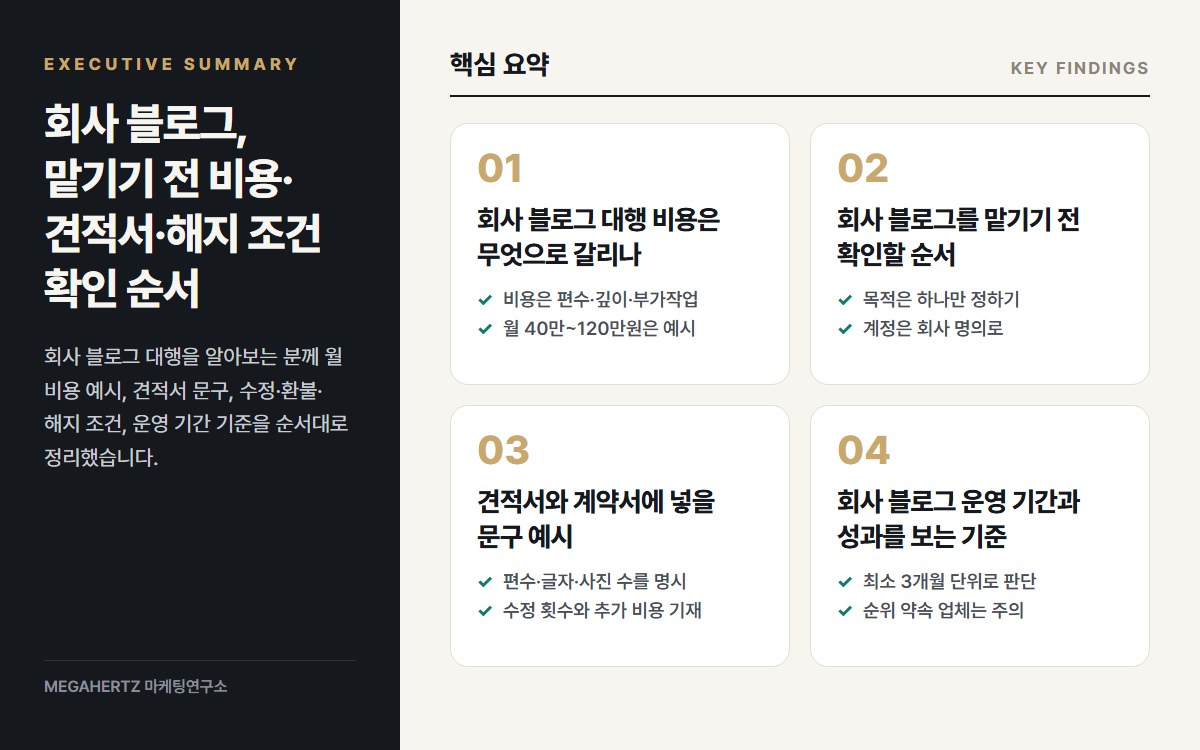 EXECUTIVE SUMMARY
회사 블로그,
맡기기 전 비용·
견적서·해지 조건
확인 순서
회사 블로그 대행을 알아보는 분께 월
비용 예시, 견적서 문구, 수정·환불·
해지 조건, 운영 기간 기준을 순서대로
정리했습니다.
MEGAHERTZ 마케팅연구소
핵심 요약
KEY FINDINGS
01
회사 블로그 대행 비용은
무엇으로 갈리나
✓ 비용은 편수·깊이·부가작업
✓ 월 40만~120만원은 예시
02
회사 블로그를 맡기기 전
확인할 순서
✓ 목적은 하나만 정하기
✓ 계정은 회사 명의로
03
견적서와 계약서에 넣을
문구 예시
✓ 편수·글자·사진 수를 명시
✓ 수정 횟수와 추가 비용 기재
04
회사 블로그 운영 기간과
성과를 보는 기준
✓ 최소 3개월 단위로 판단
✓ 순위 약속 업체는 주의